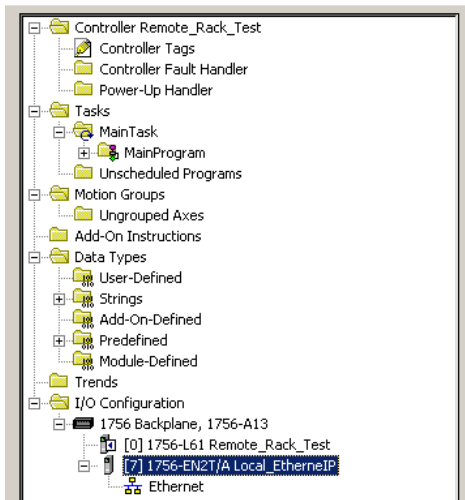 Controller Remote_Rack_Test
Controller Tags
Controller Fault Handler
Power-Up Handler
Tasks
MainTask
MainProgram
Unscheduled Programs
Motion Groups
Ungrouped Axes
Add-On Instructions
Data Types
User-Defined
Strings
Add-On-Defined
Predefined
Module-Defined
Trends
I/O Configuration
1756 Backplane, 1756-A13
[0] 1756-L61 Remote_Rack_Test
[7] 1756-EN2T/A Local_EtherneIP
Ethernet